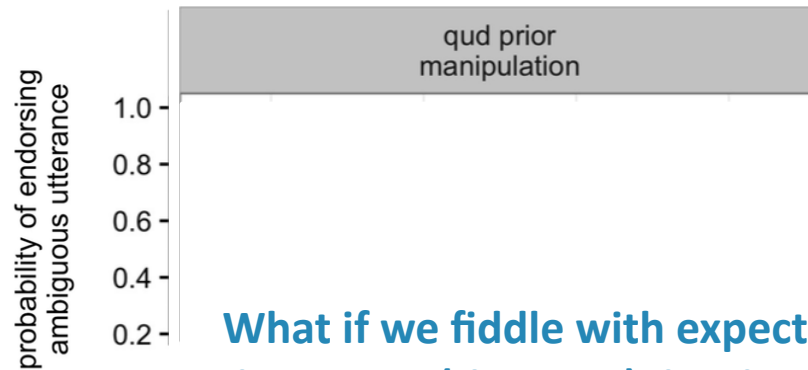 qud prior
manipulation
probability of endorsing
ambiguous utterance
1.0
0.8
0.6
0.4
0.2
What if we fiddle with expect